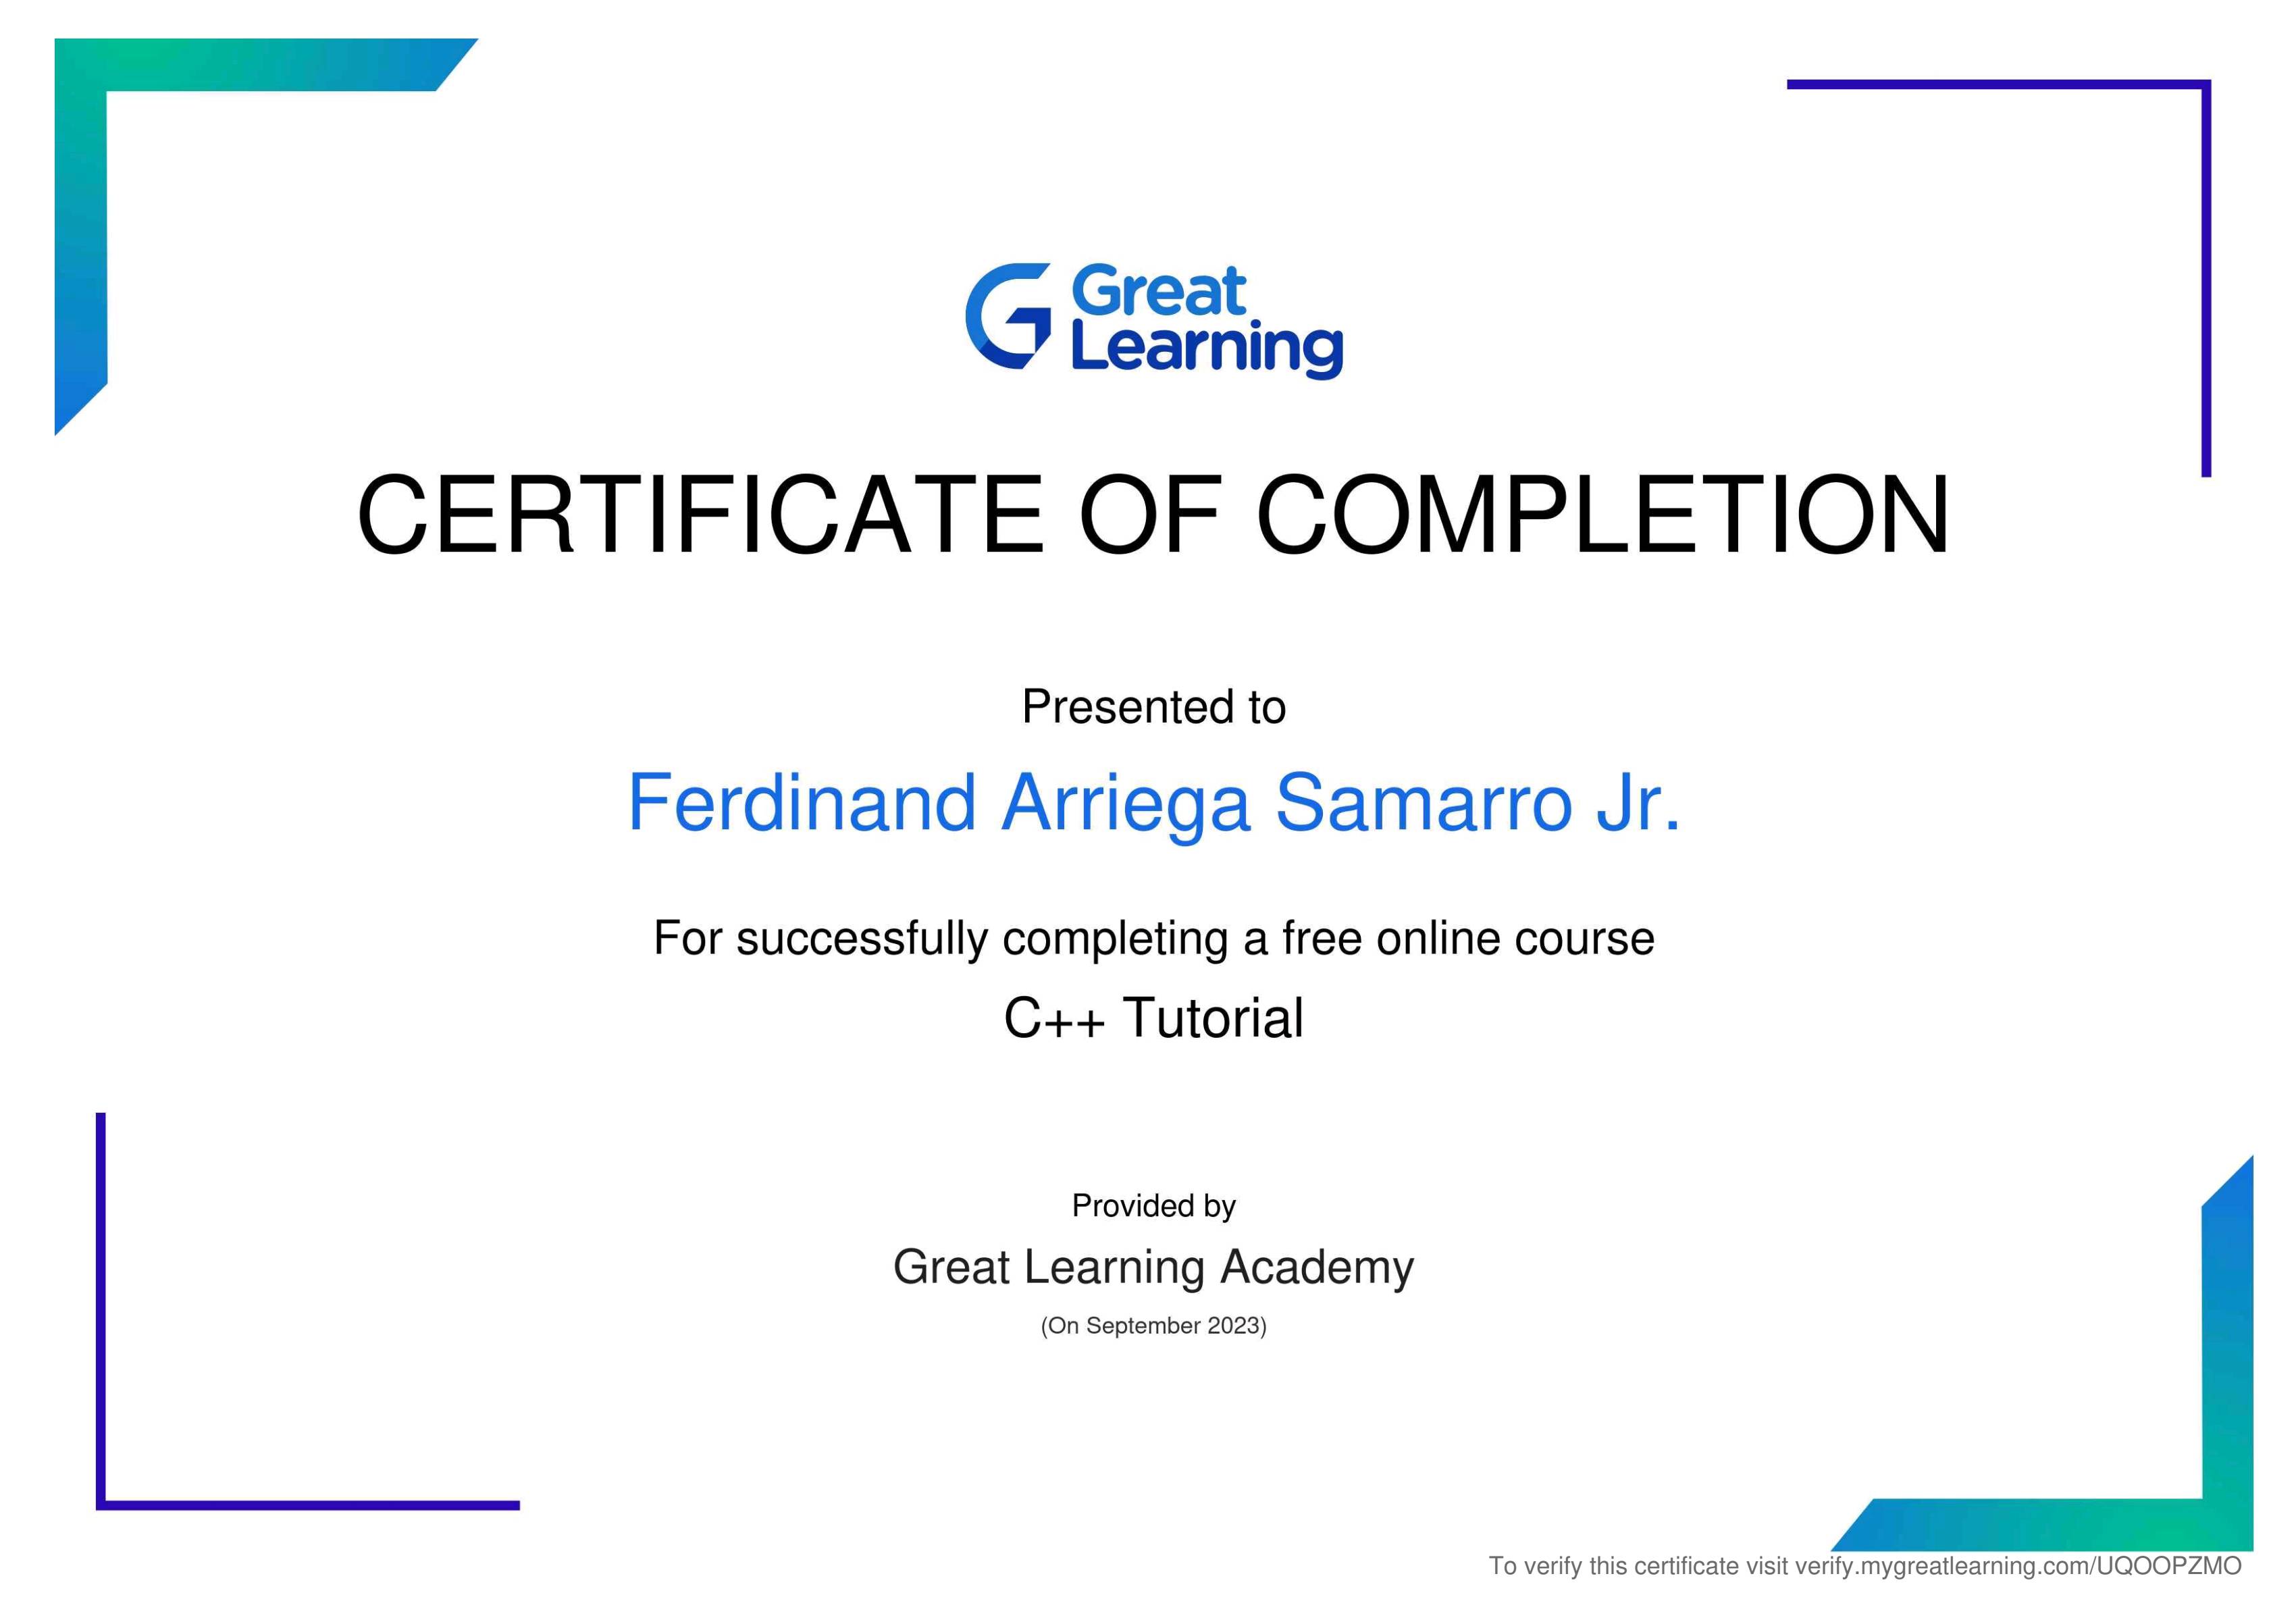 Great
Learning
CERTIFICATE OF COMPLETION
Presented to
Ferdinand Arriega Samarro Jr.
For successfully completing a free online course
C++ Tutorial
Provided by
Great Learning Academy
(On September 2023)
To verify this certificate visit verify.mygreatlearning.com/UQOOPZMO